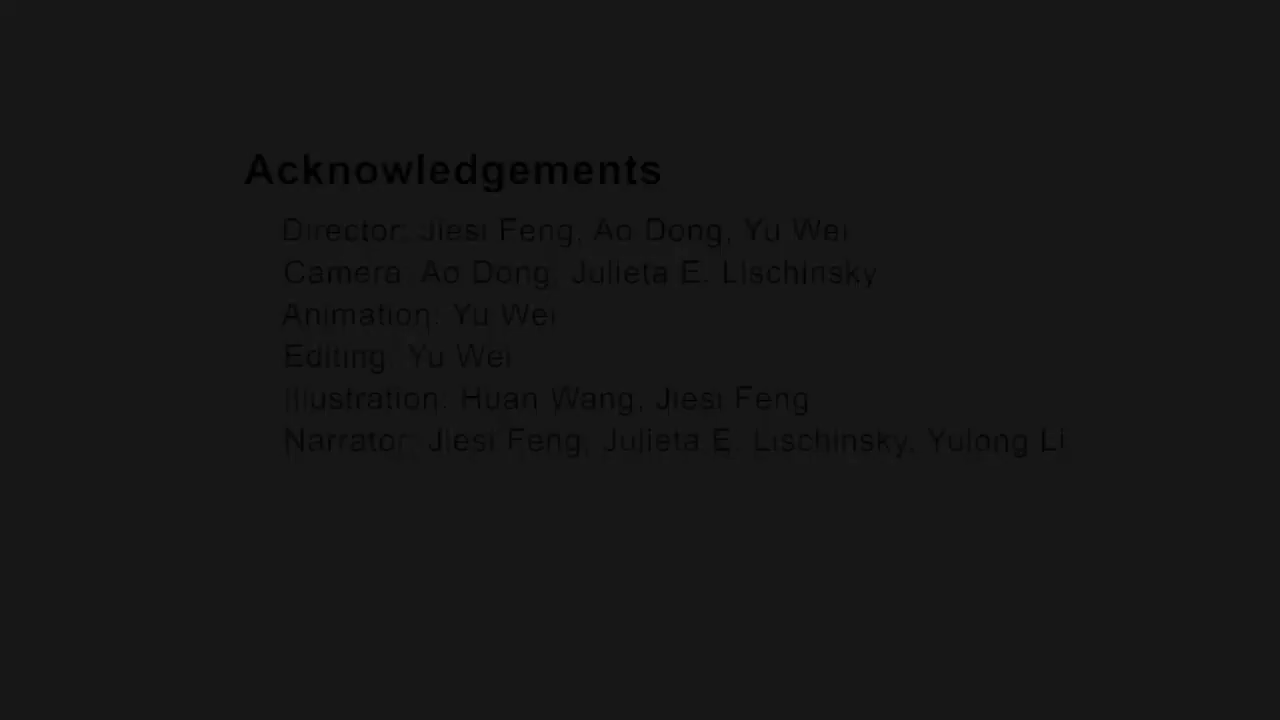 Acknowledgements
Director: Jiesi Feng, Ao Dong, Yu Wei
Camera: Ao Dong, Julieta E. Lischinsky
Animation: Yu Wei
Editing: Yu Wei
Illustration: Huan Wang, Jiesi Feng
Narrator: Jiesi Feng, Julieta E. Lischinsky, Yulong Li